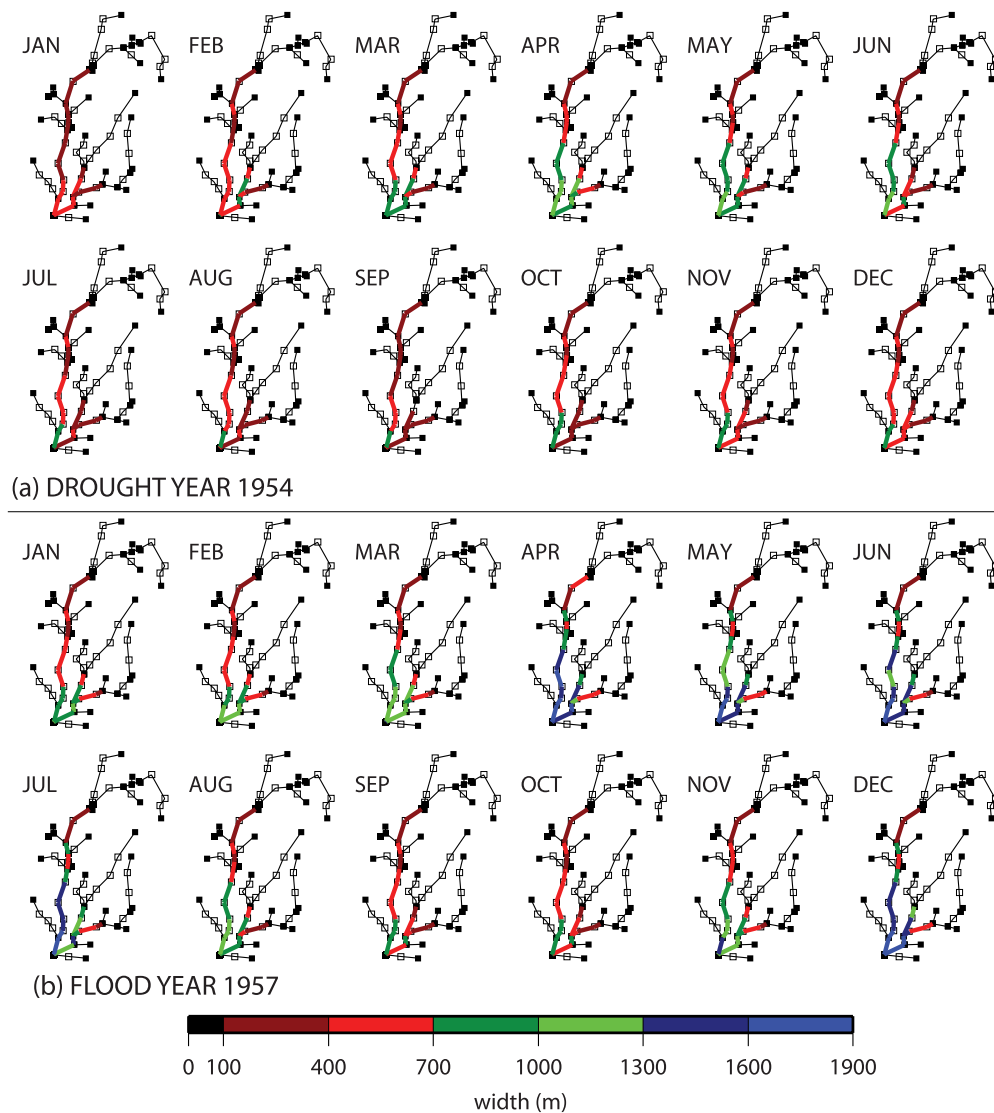 JAN FEB MAR APR MAY JUN
JUL AUG SEP OCT NOV DEC
(a) DROUGHT YEAR 1954
JAN FEB MAR APR MAY JUN
JUL AUG SEP OCT NOV DEC
(b) FLOOD YEAR 1957
0 100 400 700 1000 1300 1600 1900
width (m)